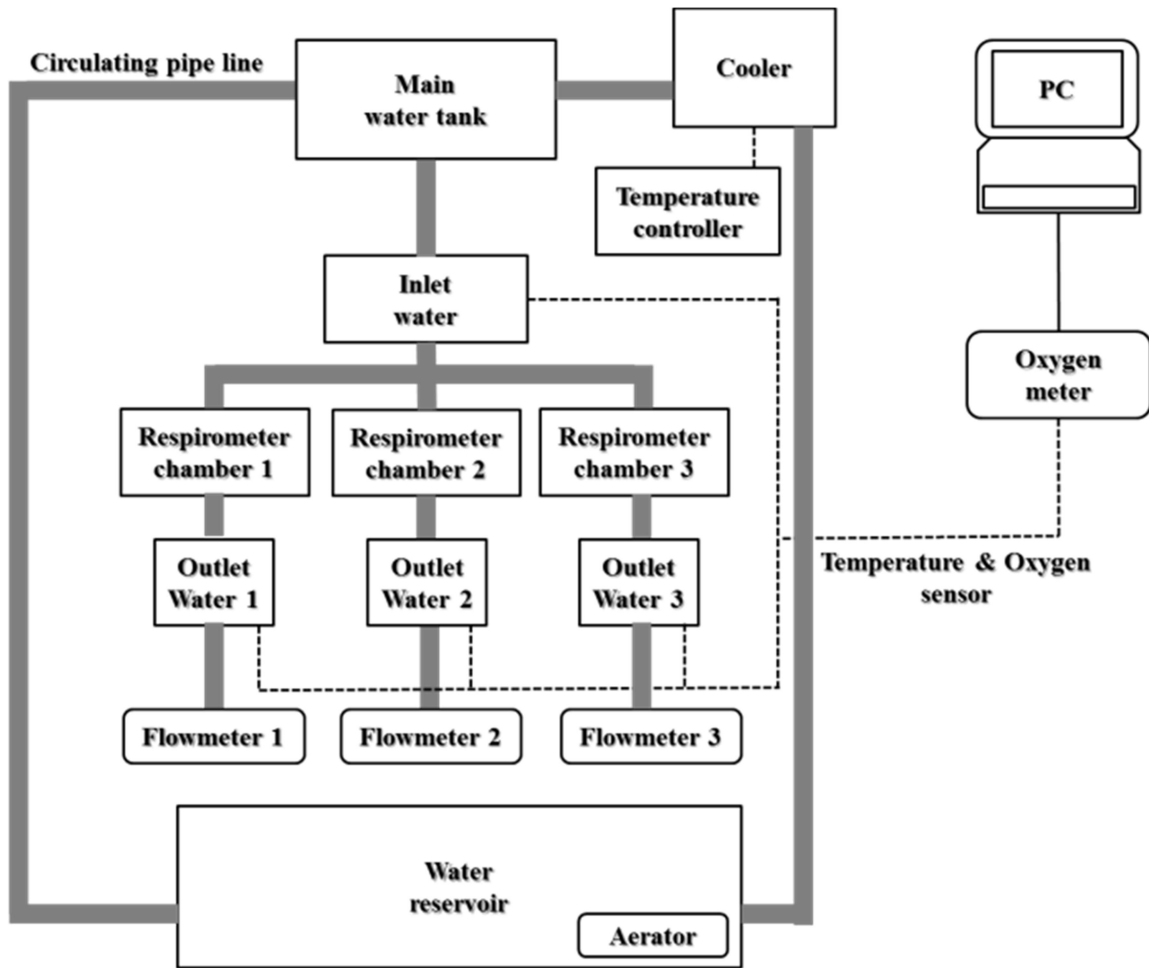 Circulating pipe line
Main
water tank
Cooler
PC
Temperature
controller
Inlet
water
Oxygen
meter
Respirometer
chamber 1
Respirometer
chamber 2
Respirometer
chamber 3
Outlet
Water 1
Outlet
Water 2
Outlet
Water 3
Temperature & Oxygen
sensor
Flowmeter 1
Flowmeter 2
Flowmeter 3
Water
reservoir
Aerator